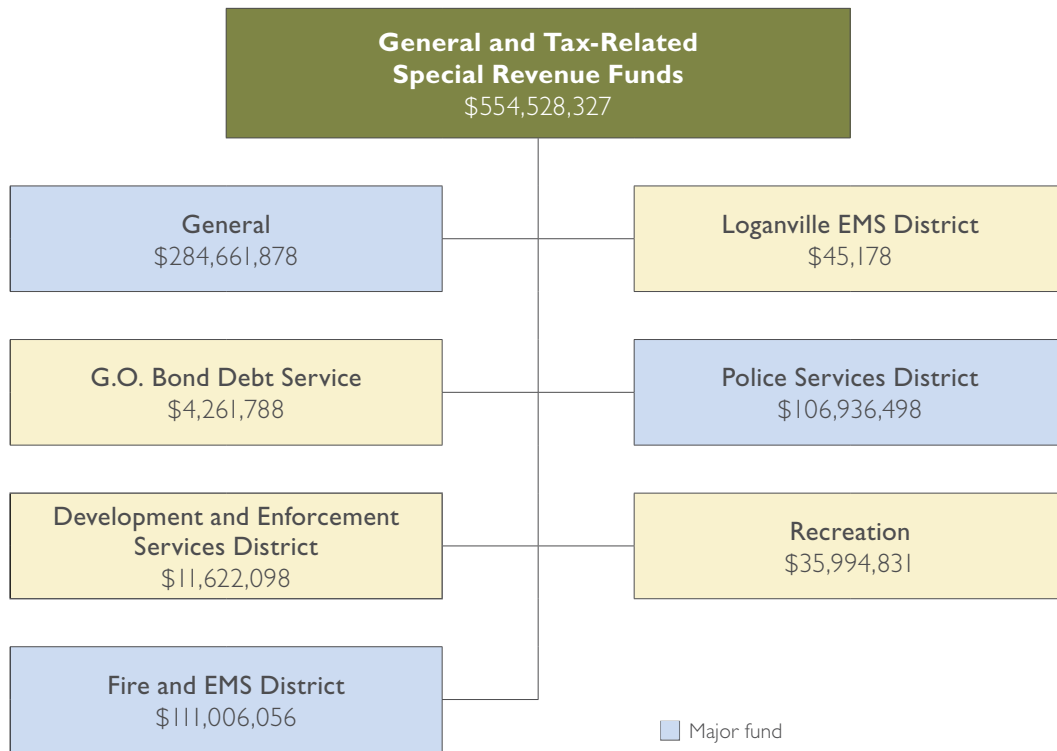 General and Tax-Related
Special Revenue Funds
$554,528,327
General
$284,661,878
Loganville EMS District
$45,178
G.O. Bond Debt Service
$4,261,788
Police Services District
$106,936,498
Development and Enforcement
Services District
$11,622,098
Recreation
$35,994,831
Fire and EMS District
$111,006,056
Major fund